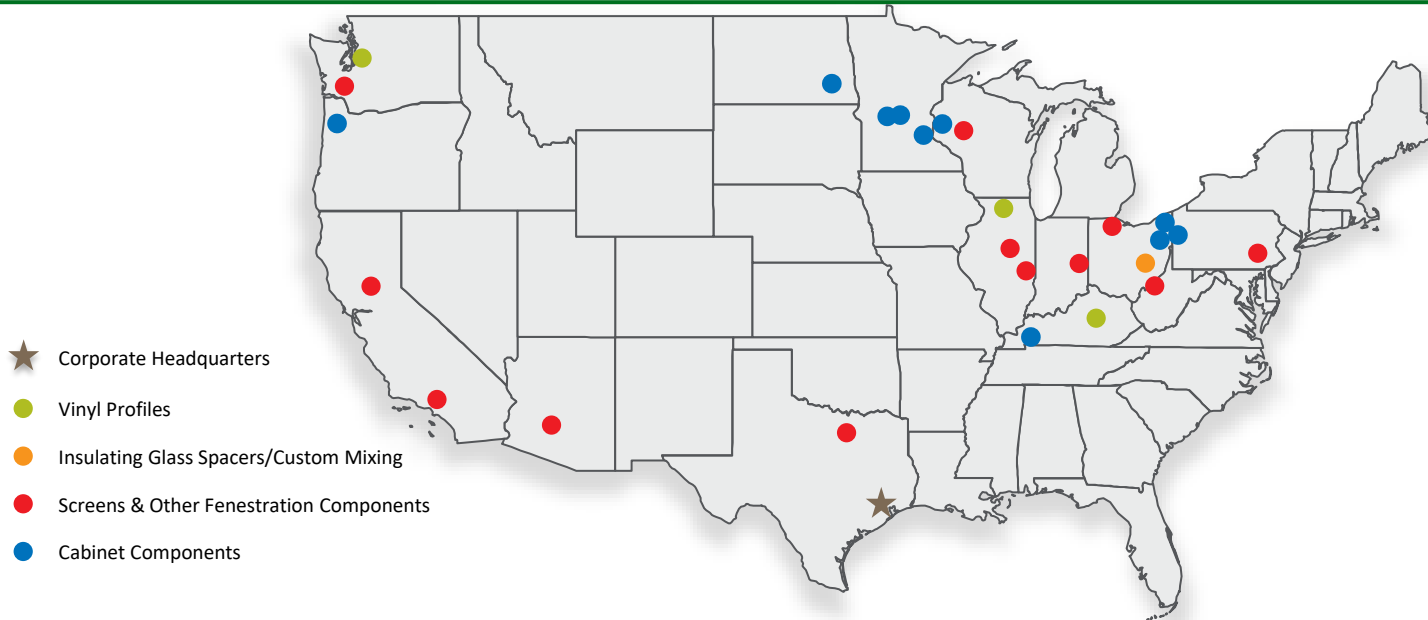 Corporate Headquarters
Vinyl Profiles
Insulating Glass Spacers/Custom Mixing
Screens & Other Fenestration Components
Cabinet Components